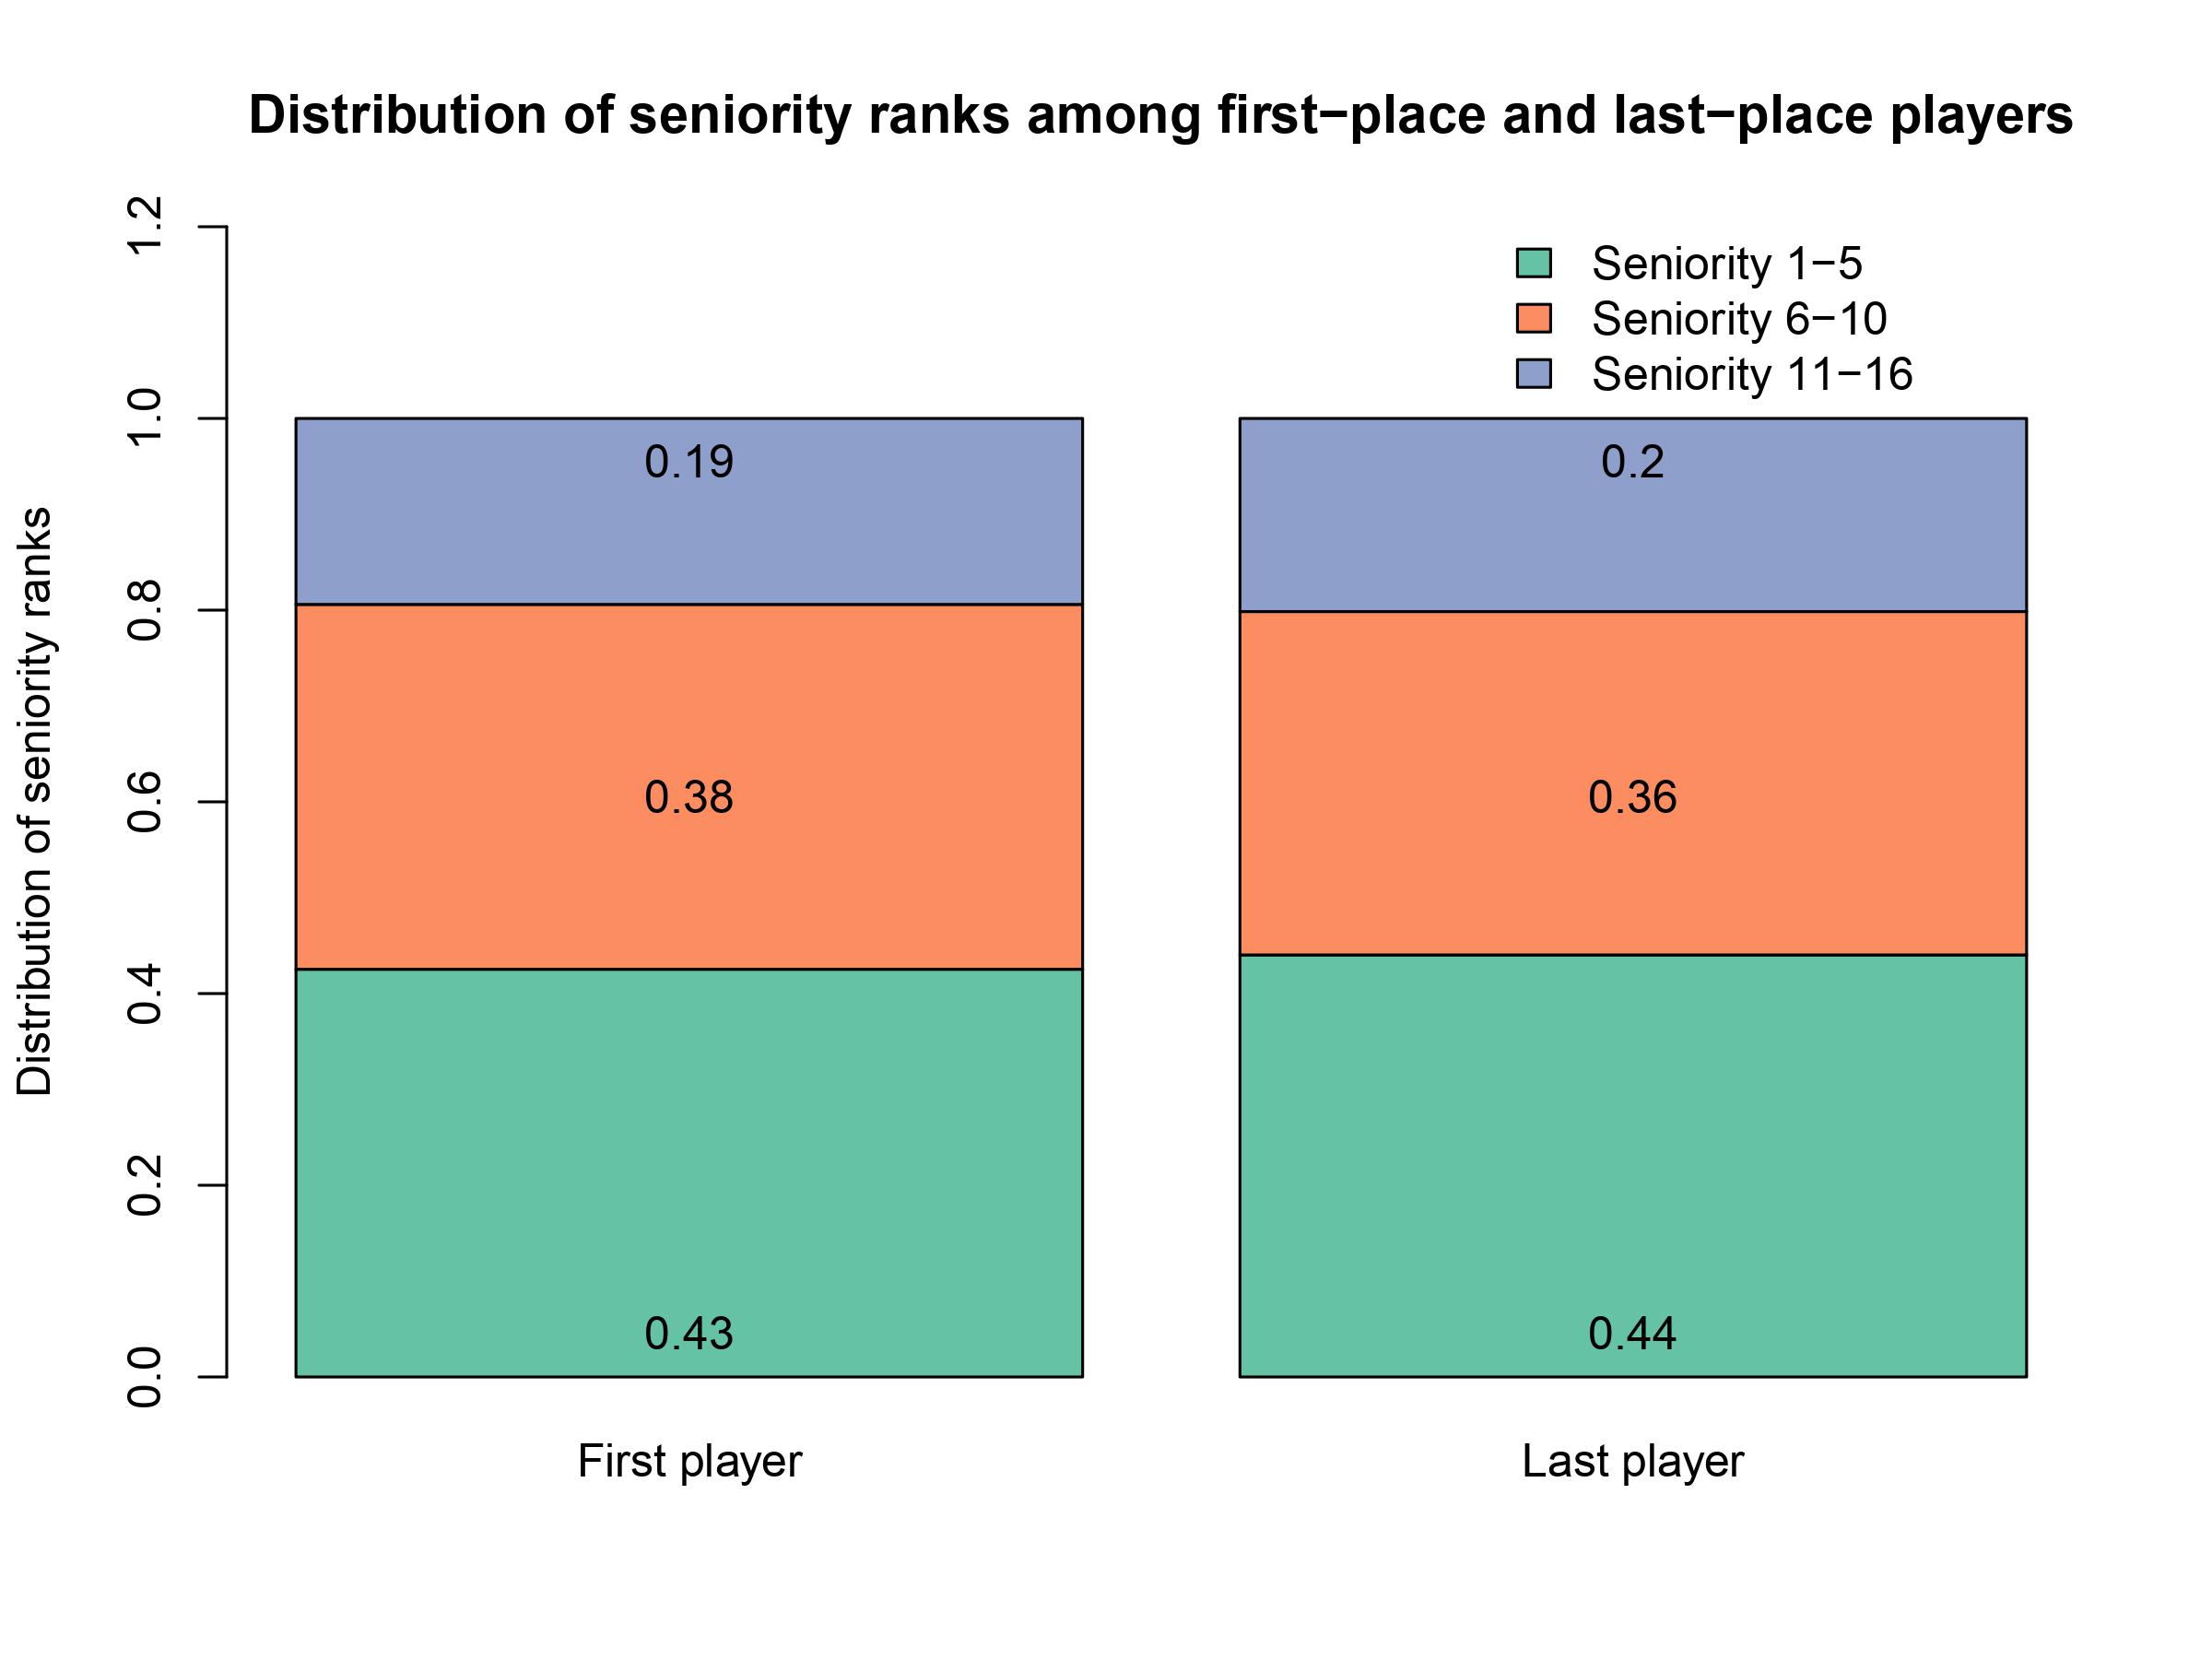 Distribution of seniority ranks among first−place and last−place players
Seniority 1−5
Seniority 6−10
Seniority 11−16
Distribution of seniority ranks
1.2
1.0
0.8
0.6
0.4
0.2
0.0
0.19
0.38
0.43
0.2
0.36
0.44
First player
Last player